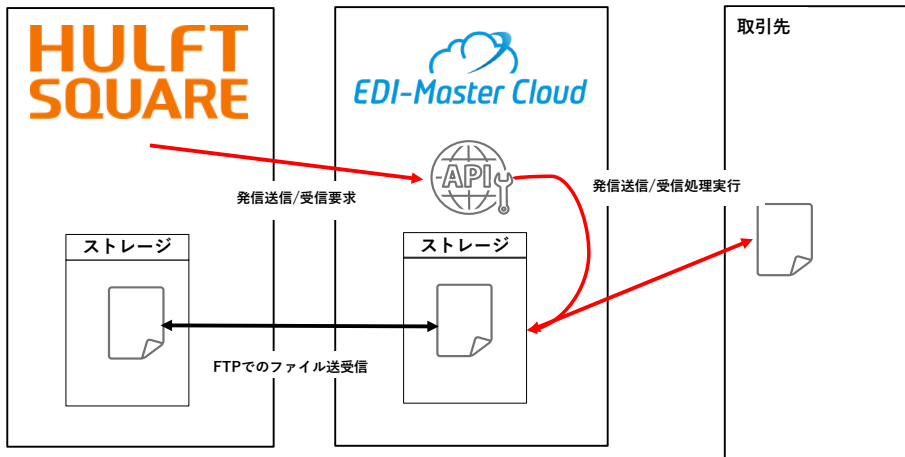 HULFT
SQUARE
EDI-Master Cloud
取引先
API
発信送信/受信要求
発信送信/受信処理実行
ストレージ
ストレージ
FTPでのファイル送受信